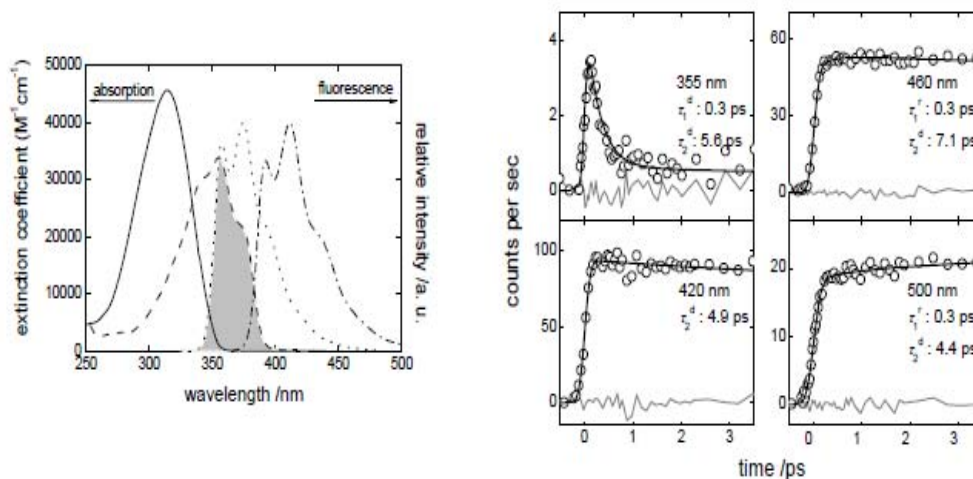 extinction coefficient (M⁻¹ cm⁻¹)
50000
40000
30000
20000
10000
0
absorption
fluorescence
relative intensity /a. u.
250 300 350 400 450 500
wavelength /nm
counts per sec
4
2
0
355 nm
τ₁ᵈ : 0.3 ps
τ₂ᵈ : 5.6 ps
60
30
0
460 nm
τ₁ʳ : 0.3 ps
τ₂ᵈ : 7.1 ps
100
50
0
420 nm
τ₂ᵈ : 4.9 ps
20
10
0
500 nm
τ₁ʳ : 0.3 ps
τ₂ᵈ : 4.4 ps
0 1 2 3
0 1 2 3
time /ps